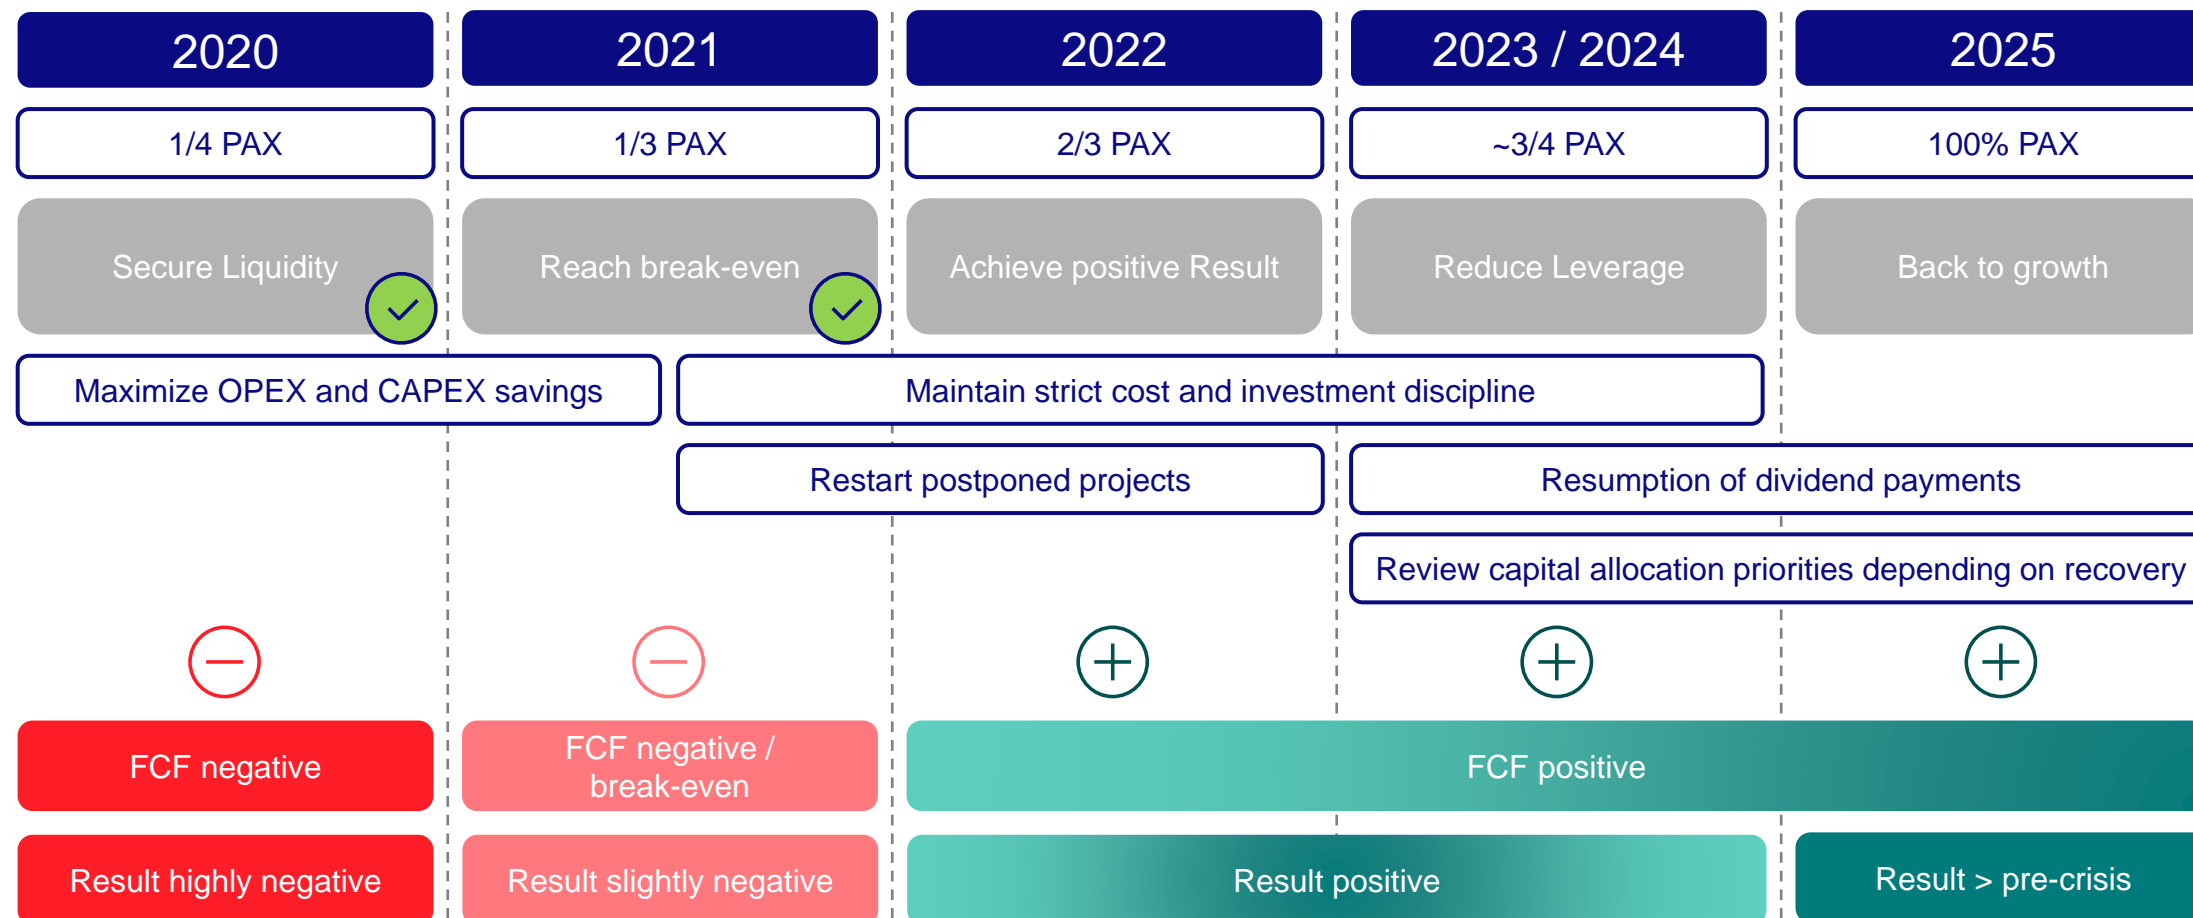 2020
2021
2022
2023 / 2024
2025
1/4 PAX
1/3 PAX
2/3 PAX
~3/4 PAX
100% PAX
Secure Liquidity
Reach break-even
Achieve positive Result
Reduce Leverage
Back to growth
Maximize OPEX and CAPEX savings
Maintain strict cost and investment discipline
Restart postponed projects
Resumption of dividend payments
Review capital allocation priorities depending on recovery
FCF negative
FCF negative /
break-even
FCF positive
Result highly negative
Result slightly negative
Result positive
Result > pre-crisis